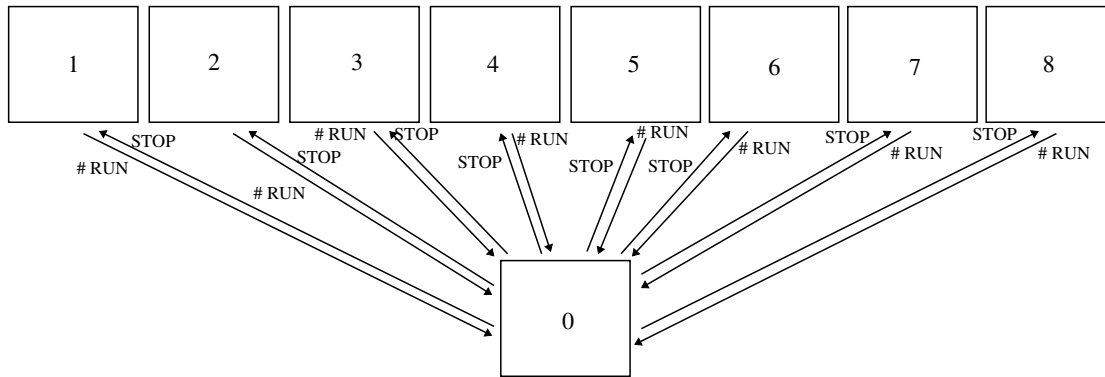 1 2 3 4 5 6 7 8
STOP # RUN STOP # RUN # RUN STOP STOP
STOP STOP STOP STOP # RUN # RUN # RUN
# RUN # RUN
0